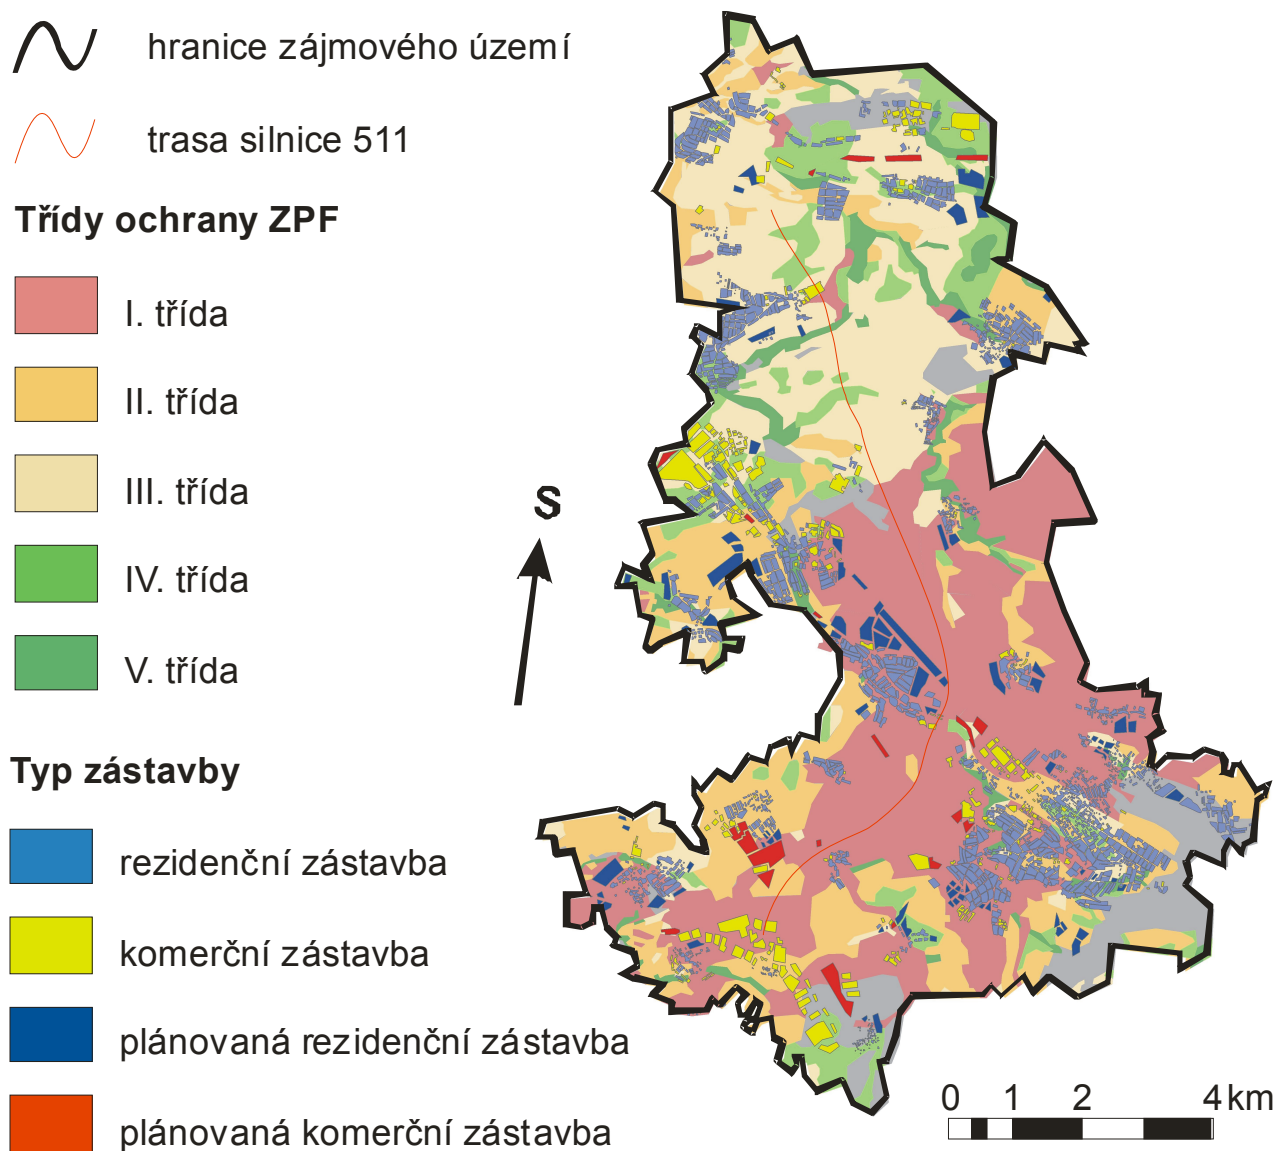 hranice zájmového území
trasa silnice 511
Třídy ochrany ZPF
I. třída
II. třída
III. třída
IV. třída
V. třída
S
Typ zástavby
rezidenční zástavba
komerční zástavba
plánovaná rezidenční zástavba
plánovaná komerční zástavba
0 1 2 4 km